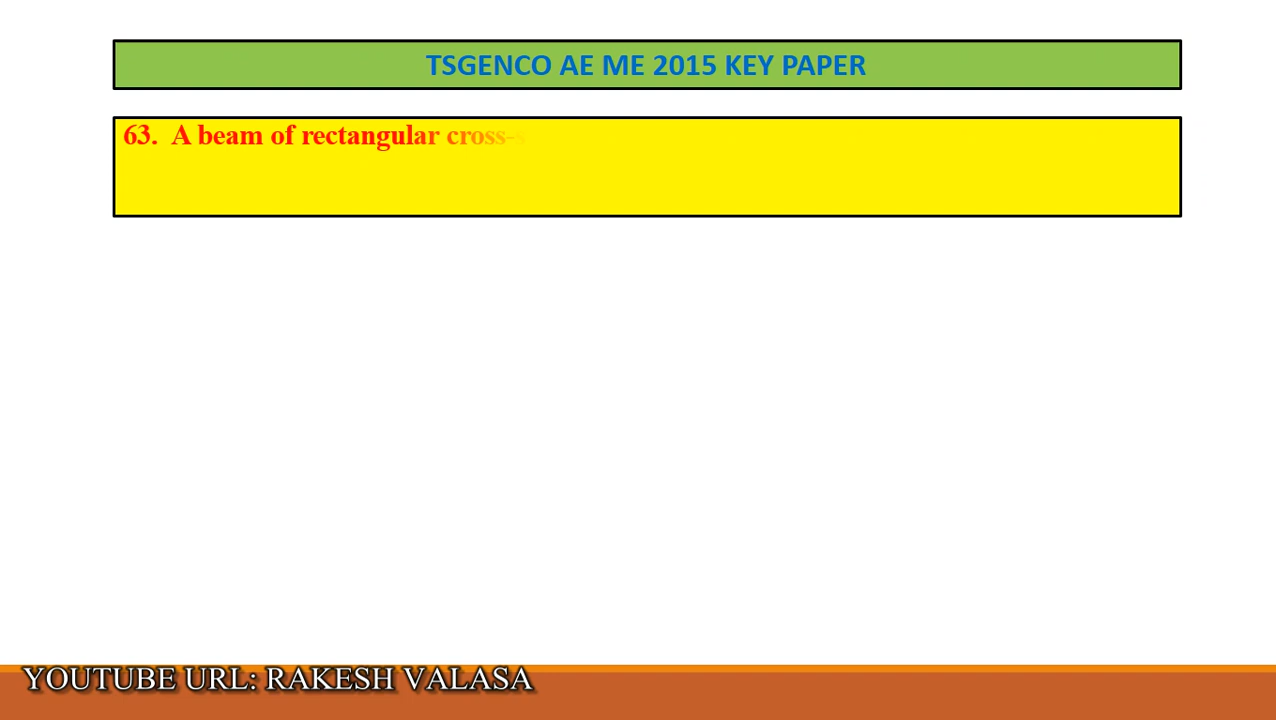 TSGENCO AE ME 2015 KEY PAPER
63. A beam of rectangular cross-
YOUTUBE URL: RAKESH VALASA